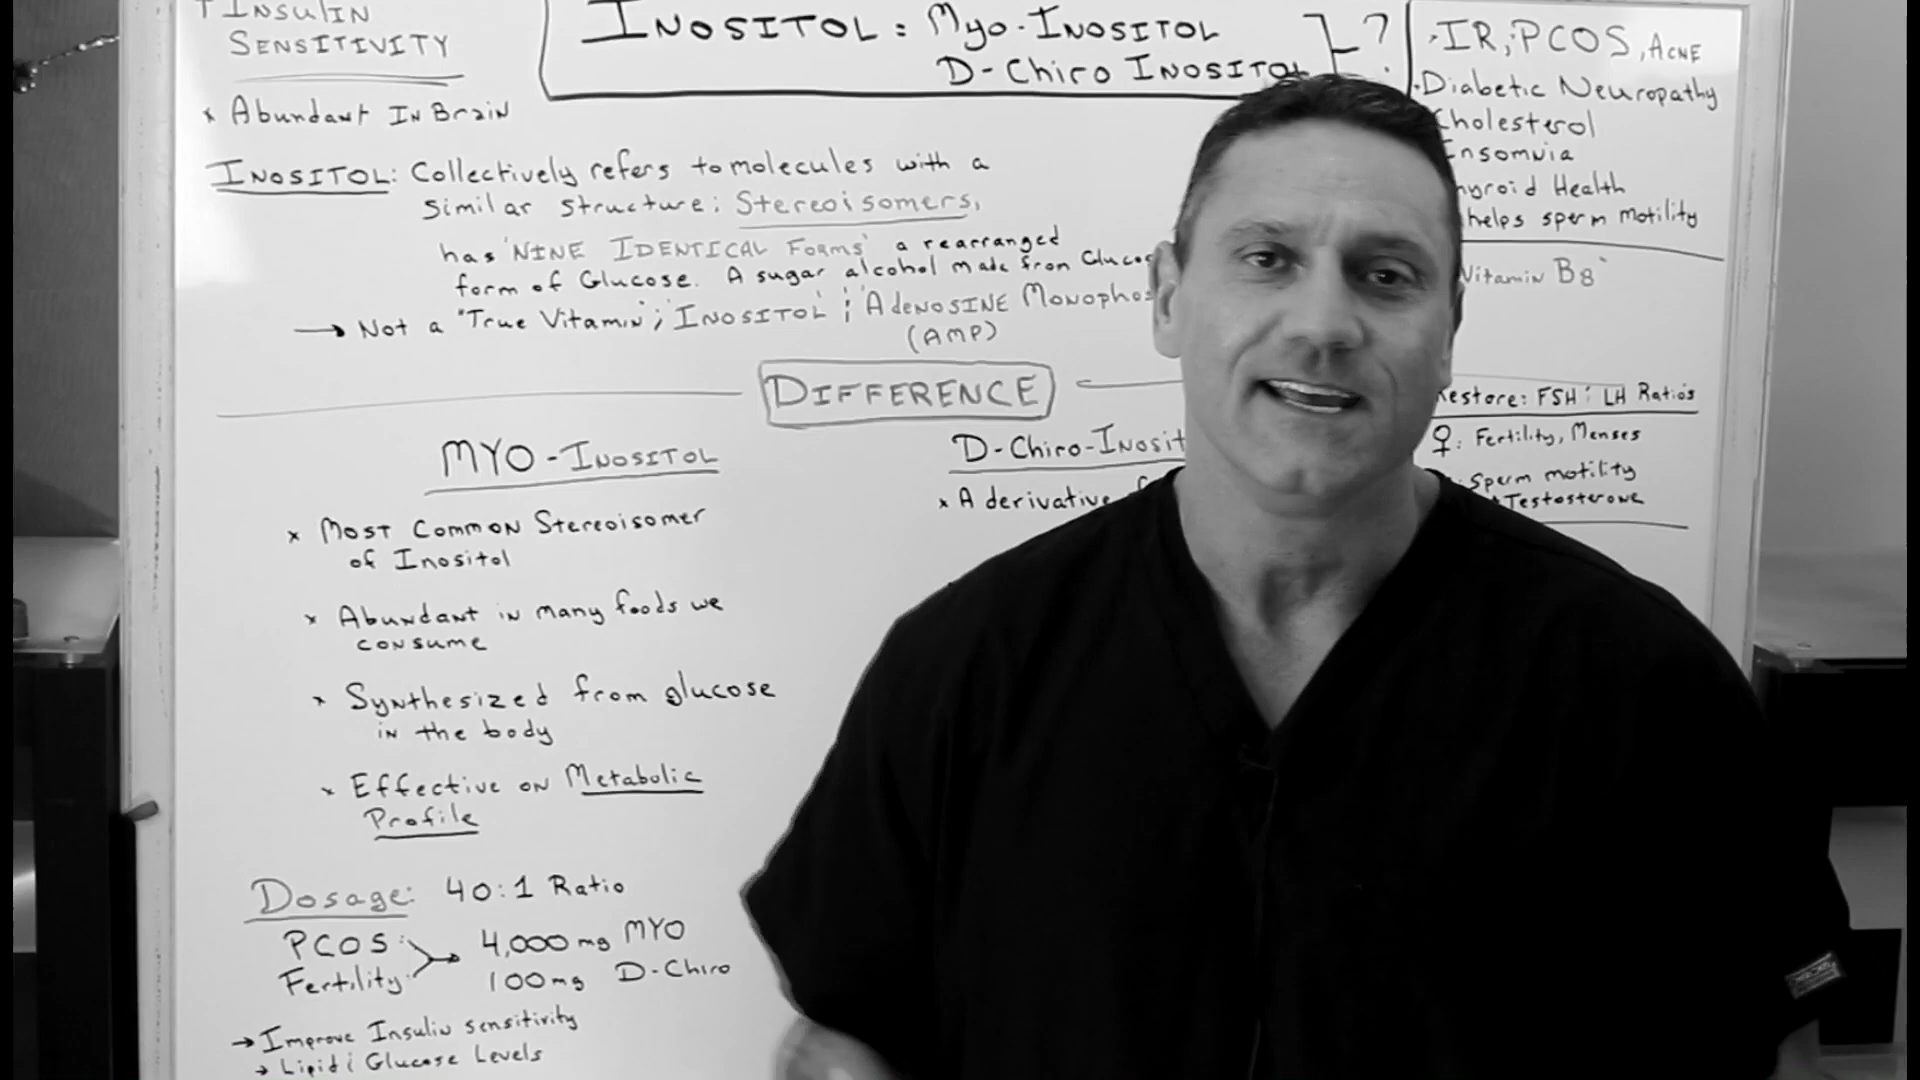 ↑ INSULIN
SENSITIVITY
x Abundant IN Brain
INOSITOL: Myo-INOSITOL
D-Chiro INOSITOL
?
IR, PCOS, ACNE
Diabetic Neuropathy
Cholesterol
Insomnia
Thyroid Health
helps sperm motility
Vitamin B8
INOSITOL: Collectively refers to molecules with a
similar structure: Stereoisomers,
has 'NINE IDENTICAL Forms' a rearranged
form of Glucose. A sugar alcohol made from
→ Not a "True Vitamin"; INOSITOL ; AdeNOSINE
(AMP)
DIFFERENCE
MYO-INOSITOL
x Most Common Stereoisomer
of Inositol
x Abundant in many foods we
consume
x Synthesized from glucose
in the body
x Effective on Metabolic
Profile
D-Chiro-Inosit
x A derivative
Restore: FSH : LH Ratio's
♀: Fertility, Menses
Sperm motility
Testosterone
Dosage: 40:1 Ratio
PCOS: 4,000mg MYO
Fertility: 100mg D-Chiro
→ Improve Insulin sensitivity
→ Lipid & Glucose Levels